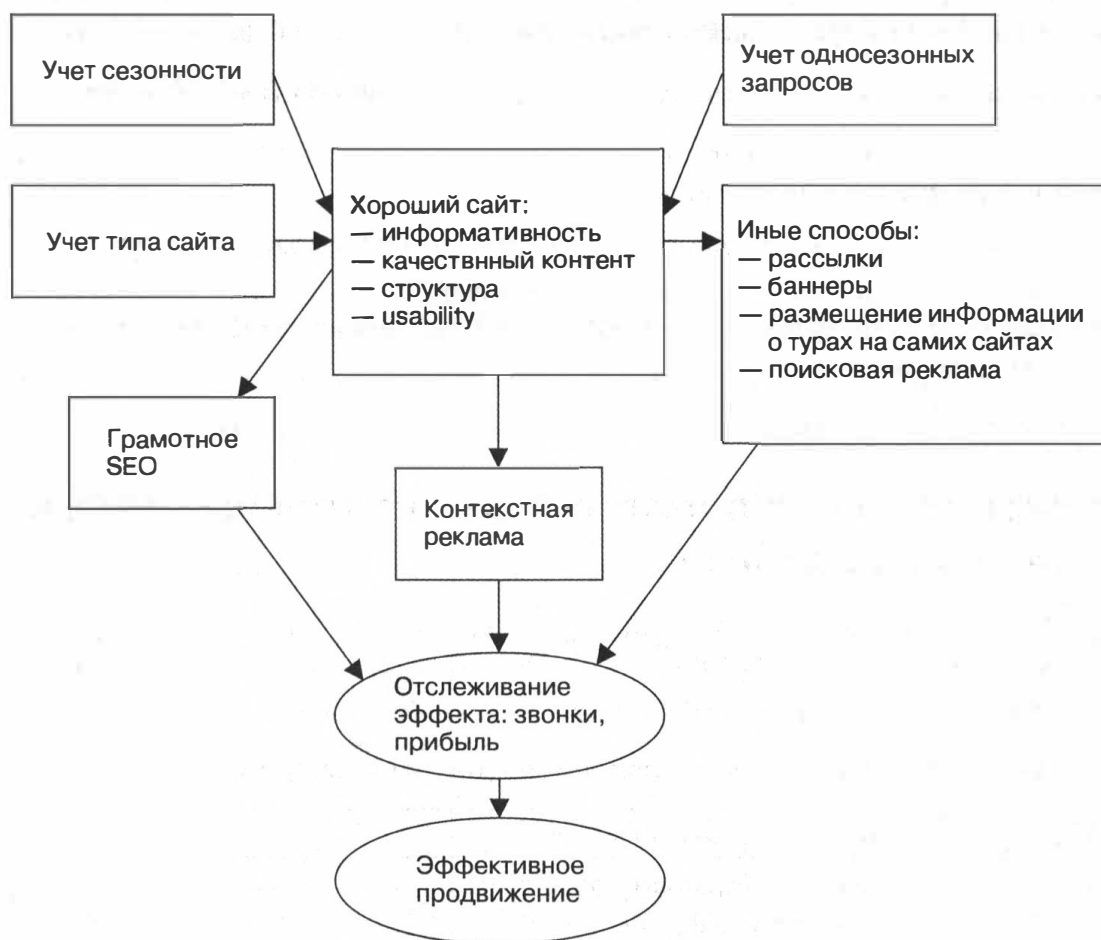 Учет сезонности
Учет односезонных
запросов
Учет типа сайта
Хороший сайт:
— информативность
— качествнный контент
— структура
— usability
Иные способы:
— рассылки
— баннеры
— размещение информации
о турах на самих сайтах
— поисковая реклама
Грамотное
SEO
Контекстная
реклама
Отслеживание
эффекта: звонки,
прибыль
Эффективное
продвижение